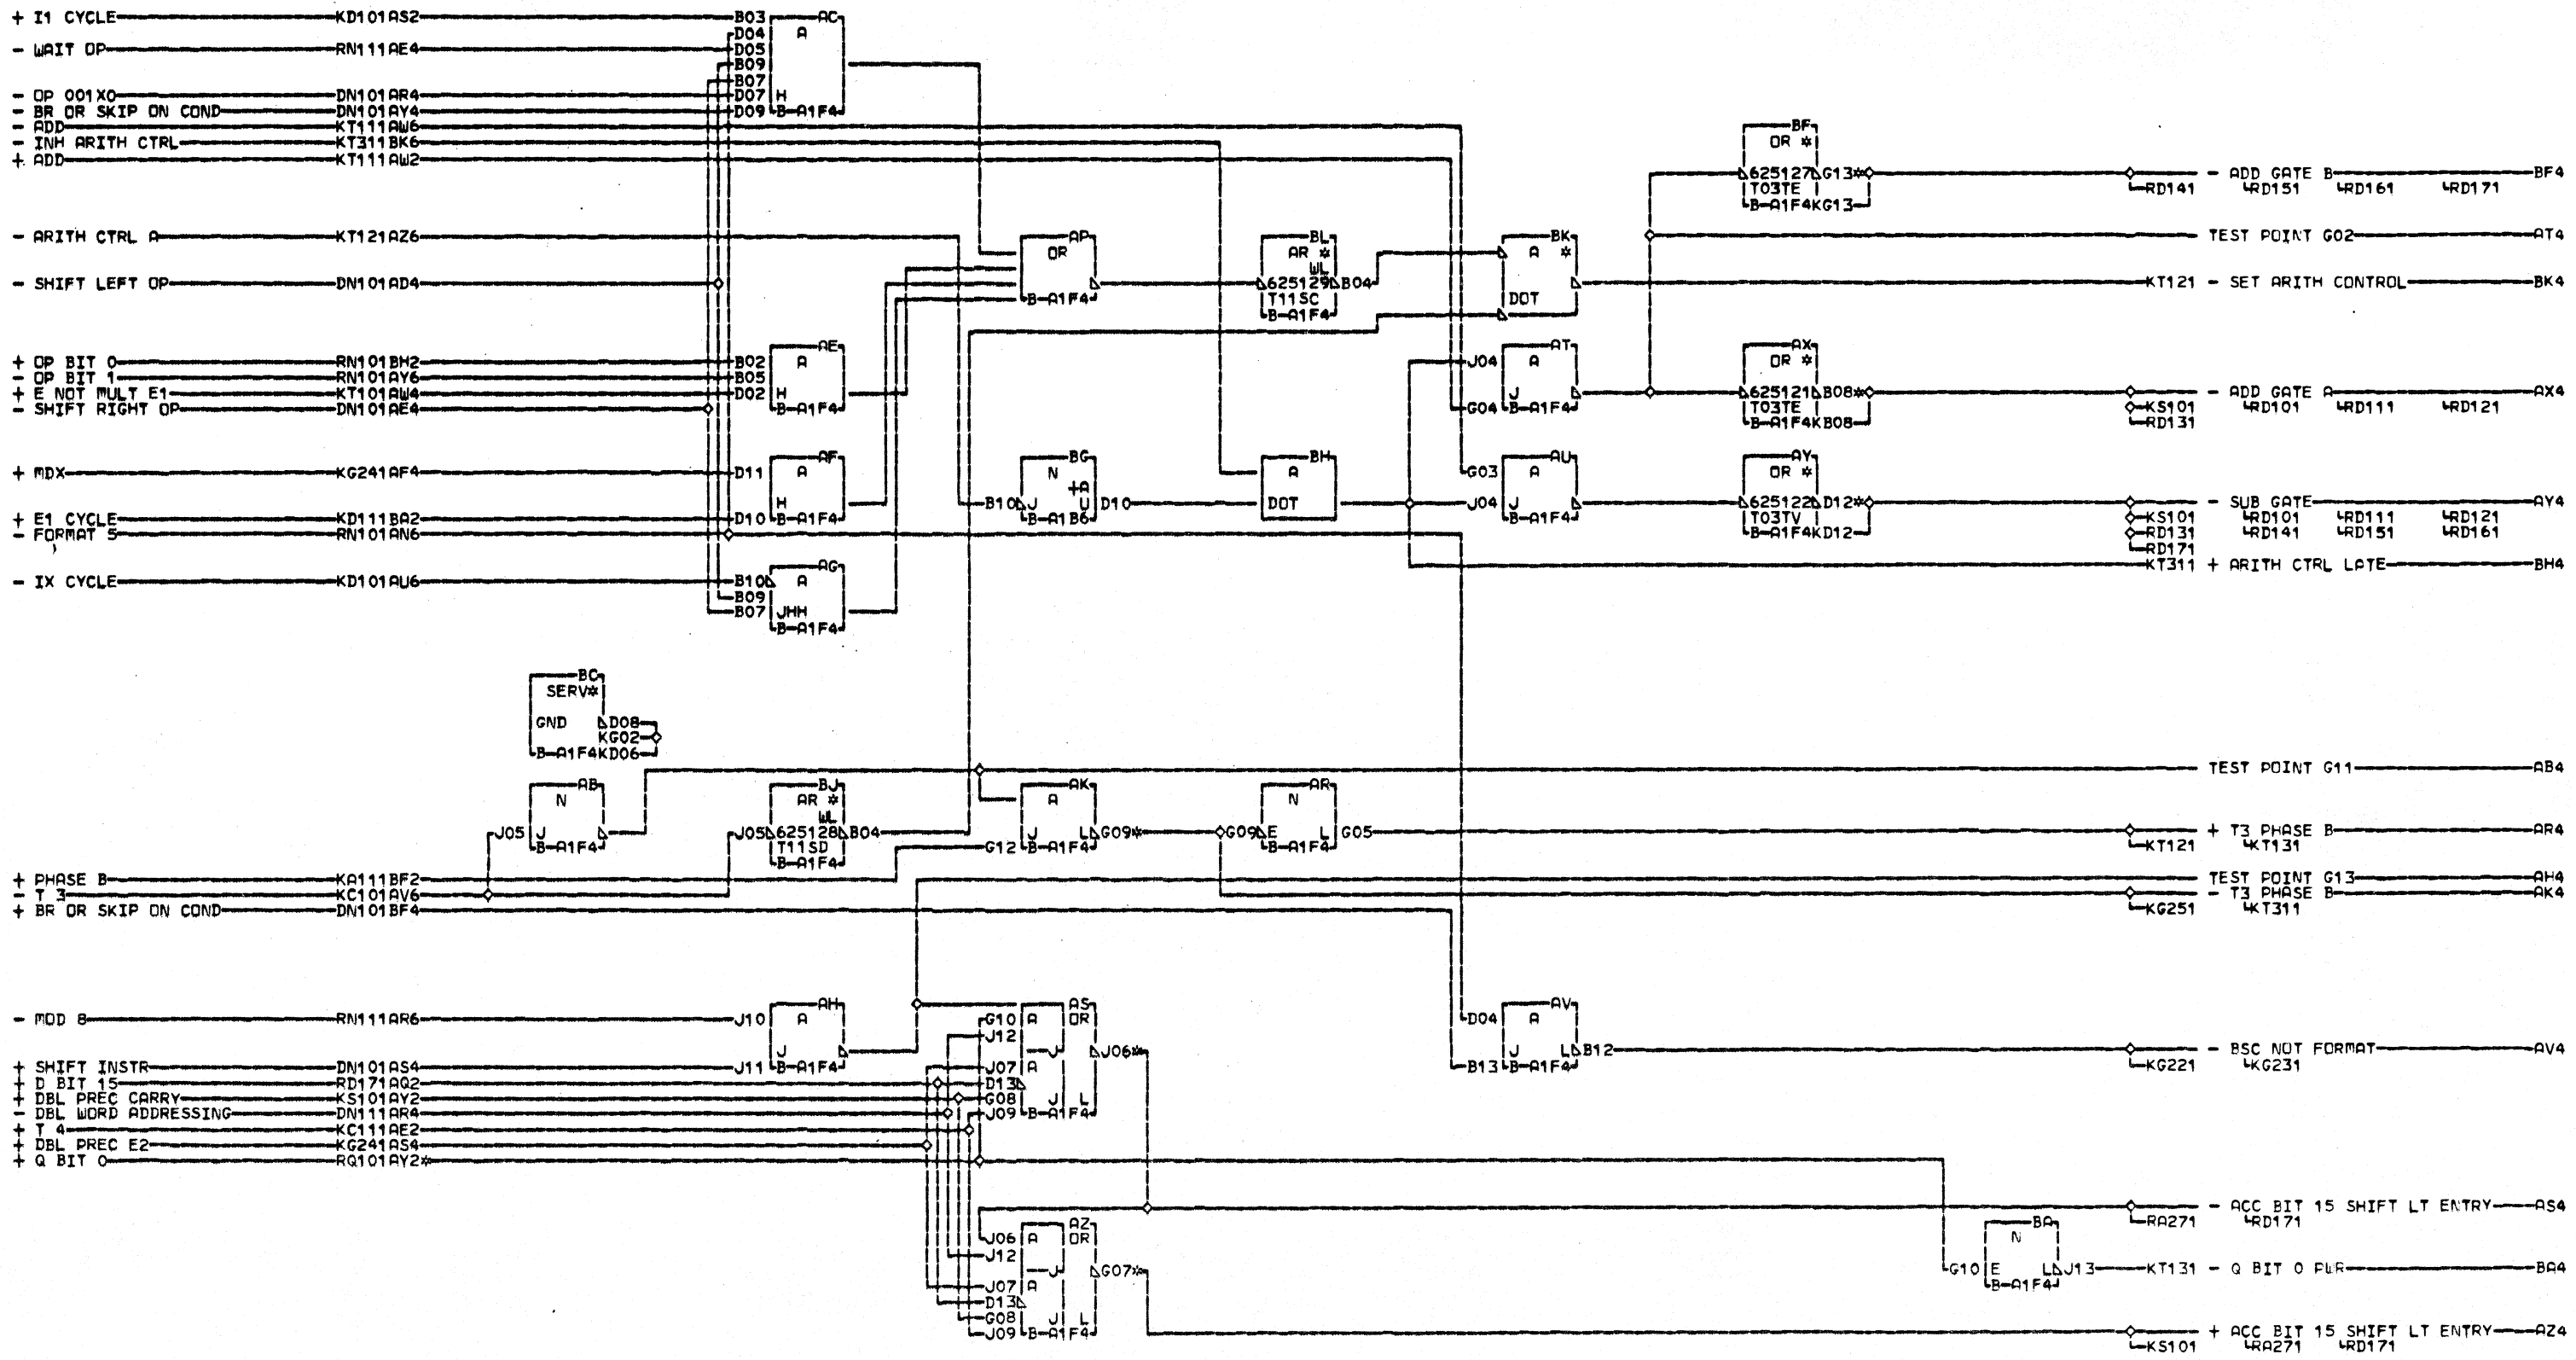 + I1 CYCLE KD101AS2 B03 AC
D04 A
- WAIT OP RN111AE4 D05
B09
B07
- OP 001X0 DN101AR4 D07 H
- BR OR SKIP ON COND DN101AY4 D09 B-A1F4
- ADD KT111AW6
- INH ARITH CTRL KT311BK6
+ ADD KT111AW2
BF
OR *
625127 G13* - ADD GATE B BF4
T03TE RD141 RD151 RD161 RD171
B-A1F4KG13
- ARITH CTRL A KT121AZ6 TEST POINT G02 AT4
AP
OR
B-A1F4
BL
AR *
WL
625129 B04
T11SC
B-A1F4
BK
A *
DOT
- SHIFT LEFT OP DN101AD4 KT121 - SET ARITH CONTROL BK4
+ OP BIT 0 RN101BH2 B02 AE
- OP BIT 1 RN101AY6 B05 A
+ E NOT MULT E1 KT101AW4 D02 H
- SHIFT RIGHT OP DN101AE4 B-A1F4
AT
J04 A
J
G04 B-A1F4
AX
OR *
625121 B08* - ADD GATE A AX4
T03TE KS101 RD101 RD111 RD121
B-A1F4KB08 RD131
+ MDX KG241AF4 D11 AF
A
H
+ E1 CYCLE KD111BA2 D10 B-A1F4
- FORMAT 5 RN101AN6
BG
N
+A
B10 J U D10
B-A1B6
BH
A
DOT
AU
G03 A
J04 J
B-A1F4
AY
OR *
625122 D12* - SUB GATE AY4
T03TV KS101 RD101 RD111 RD121
B-A1F4KD12 RD131 RD141 RD151 RD161
RD171
KT311 + ARITH CTRL LATE BH4
- IX CYCLE KD101AU6 B10 AG
A
B09
B07 JHH
B-A1F4
BC
SERV*
GND D08
KG02
B-A1F4KD06
TEST POINT G11 AB4
AB
N
J05 J
B-A1F4
BJ
AR *
WL
J05 625128 B04
T11SD
B-A1F4
AK
A
J L G09*
G12 B-A1F4
AR
N
G09 E L G05
B-A1F4
+ T3 PHASE B AR4
KT121 KT131
+ PHASE B KA111BF2 TEST POINT G13 AH4
- T 3 KC101AV6 - T3 PHASE B AK4
+ BR OR SKIP ON COND DN101BF4 KG251 KT311
- MOD 8 RN111AR6 J10 AH
A
J
+ SHIFT INSTR DN101AS4 J11 B-A1F4
+ D BIT 15 RD171AQ2
+ DBL PREC CARRY KS101AY2
- DBL WORD ADDRESSING DN111AR4
+ T 4 KC111AE2
+ DBL PREC E2 KG241AS4
+ Q BIT 0 RQ101AY2*
AS
G10 A OR
J12
J J06*
J07 A
D13
G08 J L
J09 B-A1F4
AV
D04 A
J L B12
B13 B-A1F4
- BSC NOT FORMAT AV4
KG221 KG231
- ACC BIT 15 SHIFT LT ENTRY AS4
RA271 RD171
AZ
J06 A OR
J12
J G07*
J07 A
D13
G08 J L
J09 B-A1F4
BA
N
G10 E L J13 KT131 - Q BIT 0 PWR BA4
B-A1F4
+ ACC BIT 15 SHIFT LT ENTRY AZ4
KS101 RA271 RD171